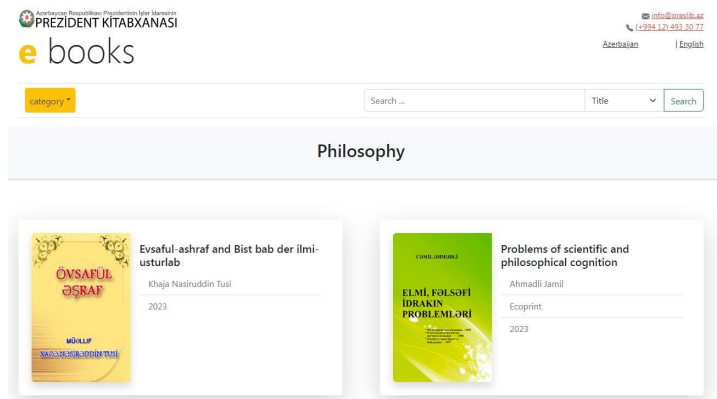 Azərbaycan Respublikası Prezidentinin İşlər İdarəsinin
PREZİDENT KİTABXANASI
e books
info@preslib.az
(+994 12) 493 30 77
Azerbaijan | English
category
Search ...
Title
Search
Philosophy
ÖVSAFÜL
ƏŞRAF
MÜƏLLİF
XACƏ NƏSİRƏDDİN TUSİ
Evsaful-ashraf and Bist bab der ilmi-
usturlab
Khaja Nasiruddin Tusi
2023
CƏMİL ƏHMƏDLİ
ELMİ, FƏLSƏFİ
İDRAKIN
PROBLEMLƏRİ
Problems of scientific and
philosophical cognition
Ahmadli Jamil
Ecoprint
2023